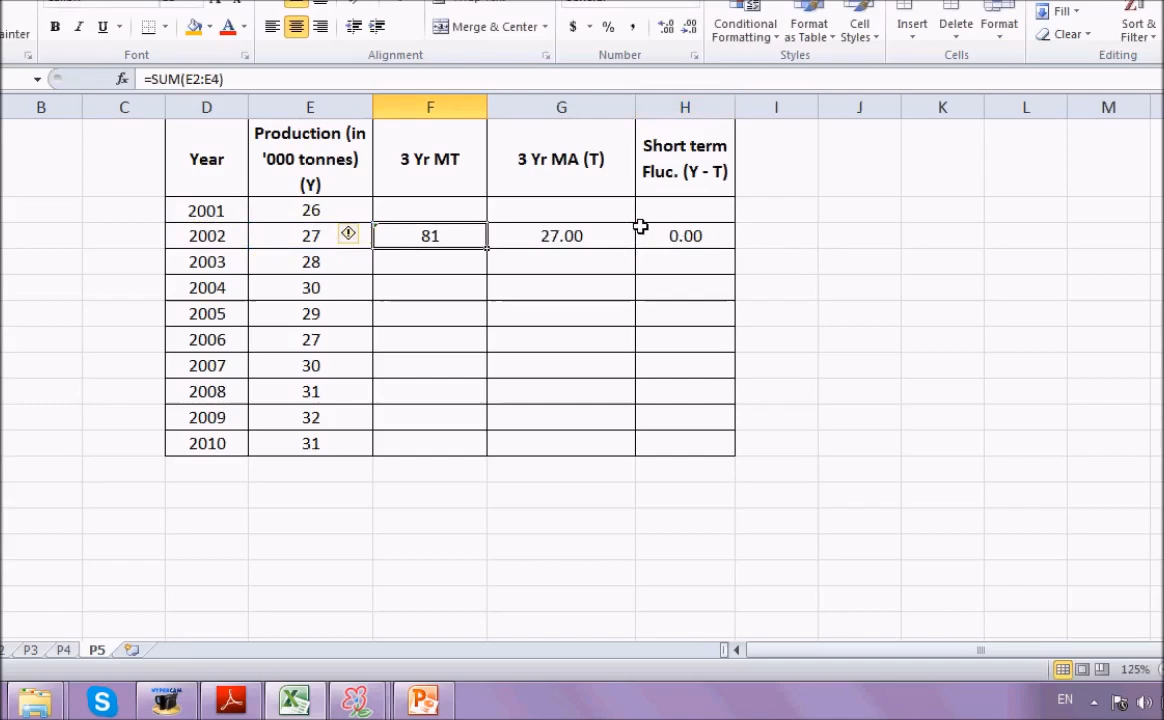 ainter
B I U A
Merge & Center
$ % ,
Conditional Format Cell
Formatting as Table Styles
Insert Delete Format
Fill
Clear
Sort &
Filter
Font Alignment Number Styles Cells Editing
fx =SUM(E2:E4)
B C D E F G H I J K L M
Year Production (in '000 tonnes) (Y) 3 Yr MT 3 Yr MA (T) Short term Fluc. (Y - T)
2001 26
2002 27 81 27.00 0.00
2003 28
2004 30
2005 29
2006 27
2007 30
2008 31
2009 32
2010 31
2 P3 P4 P5
125%
EN